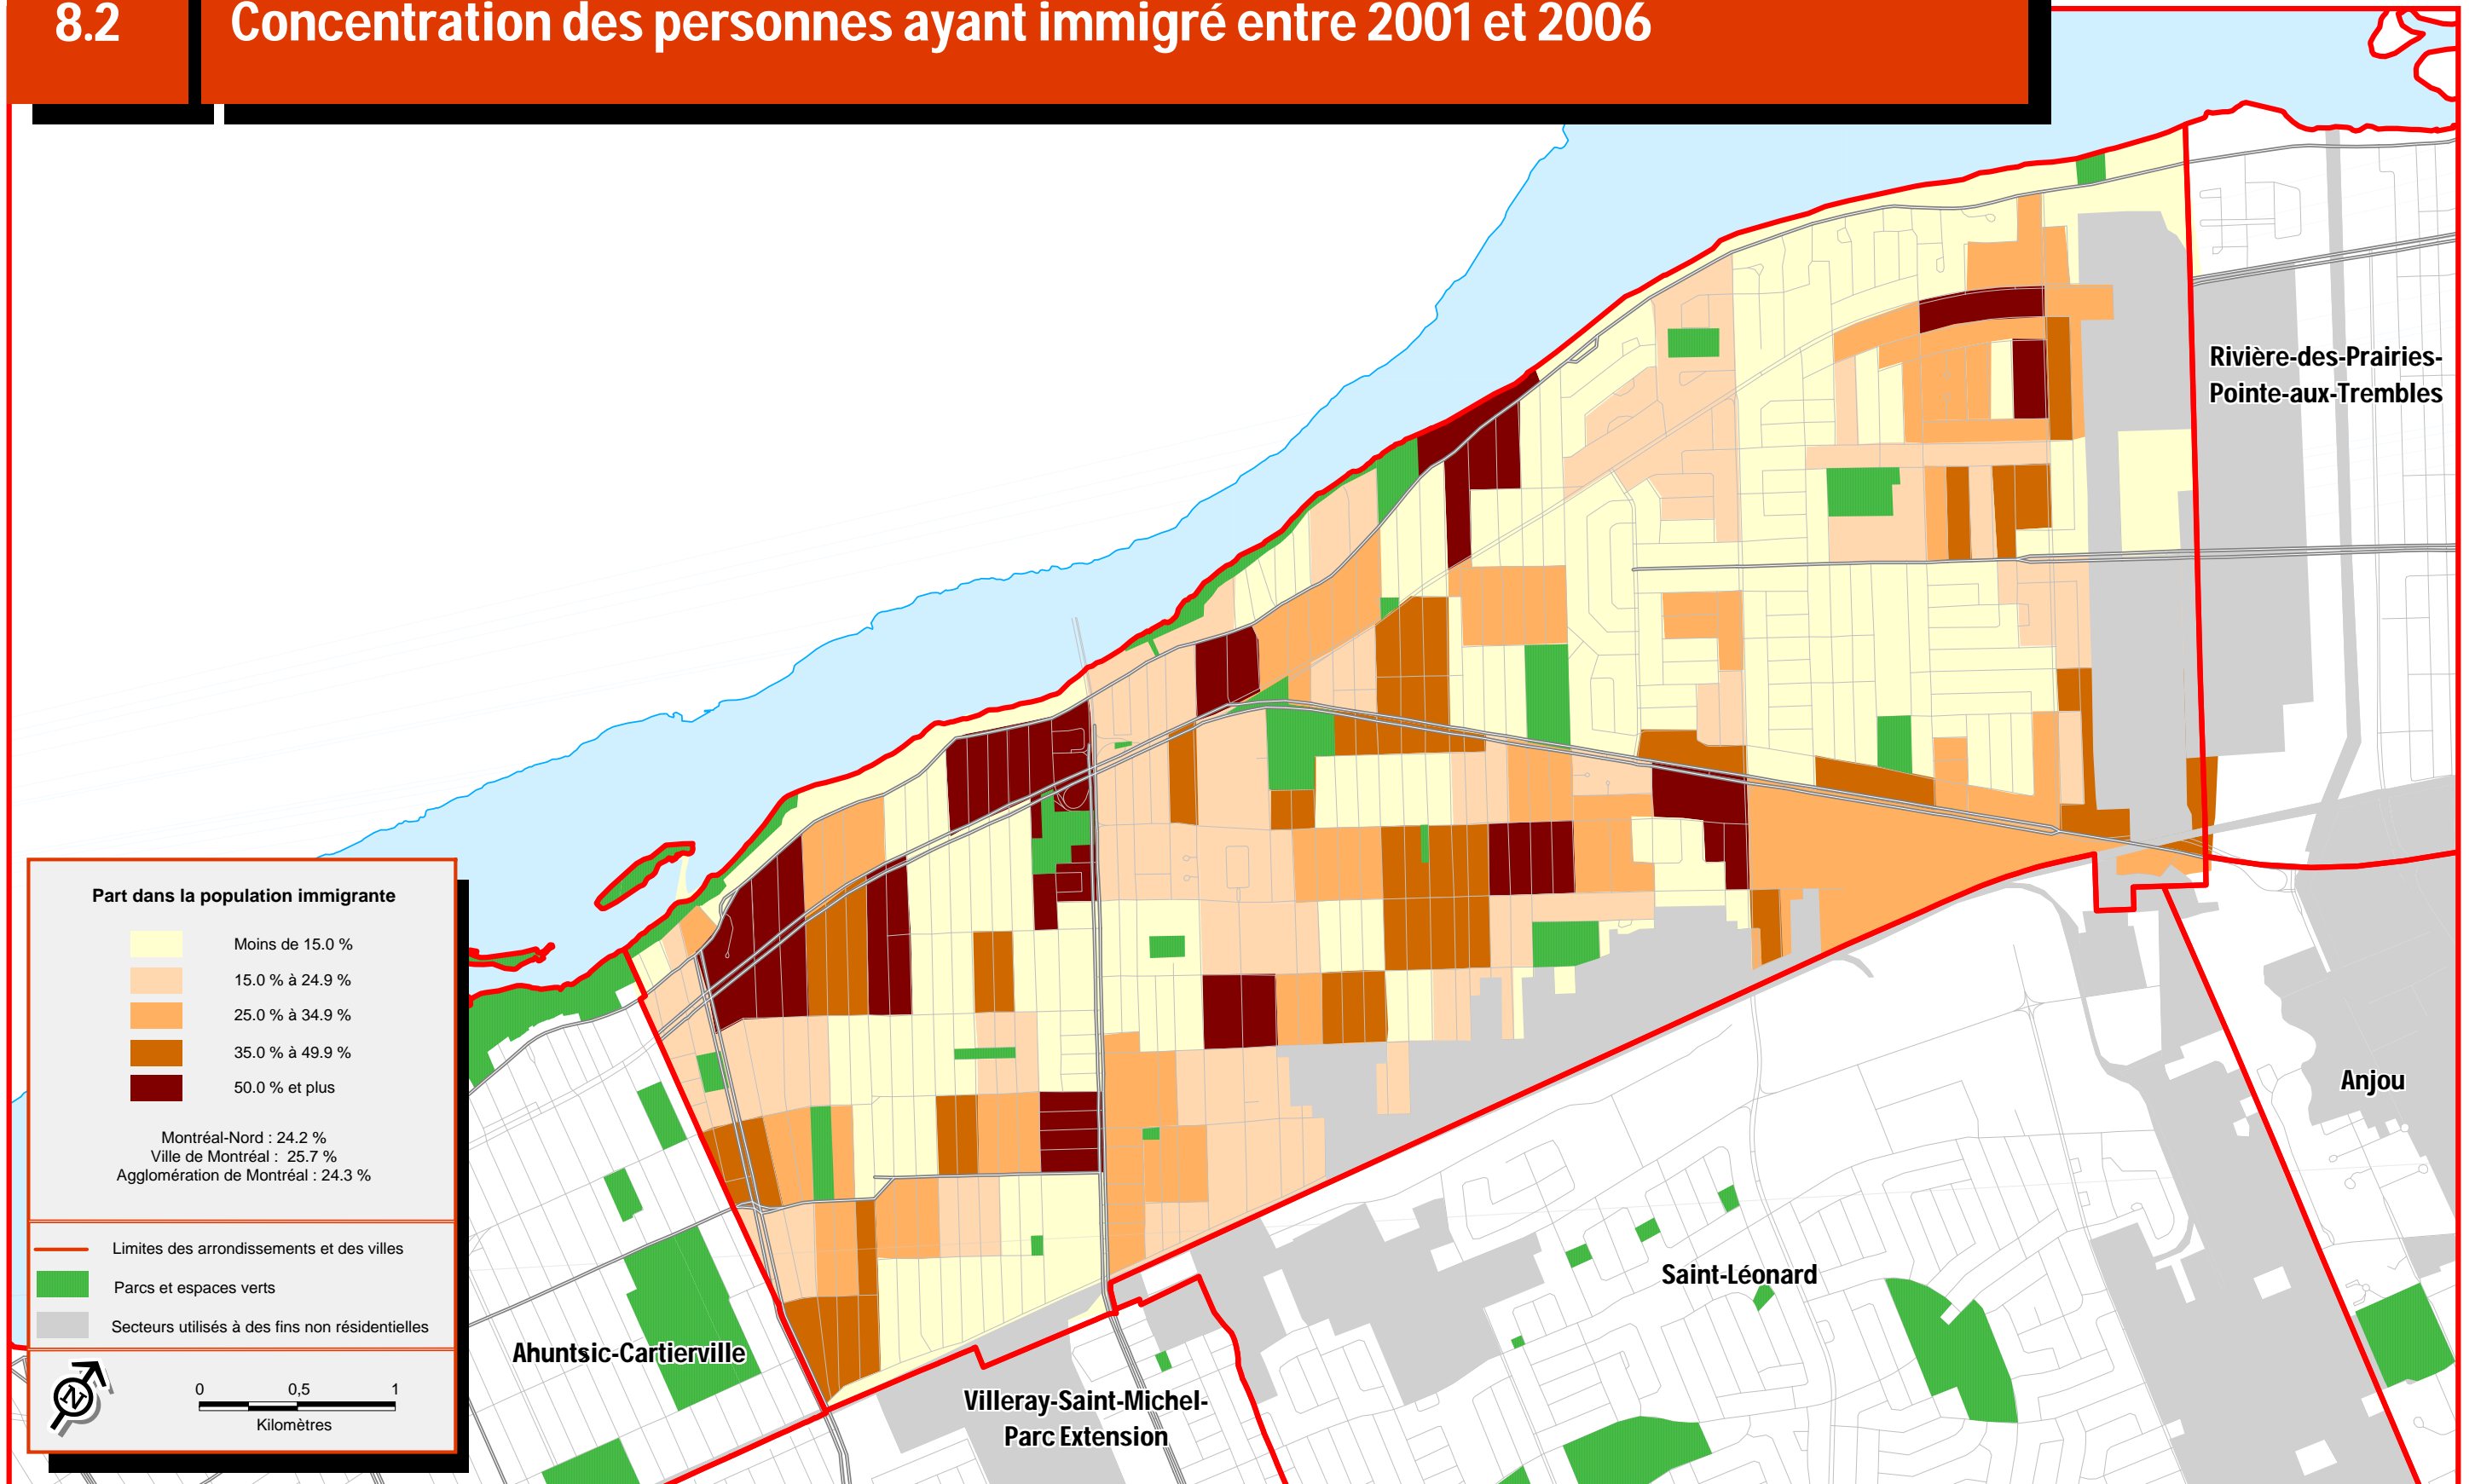 8.2
Concentration des personnes ayant immigré entre 2001 et 2006
Rivière-des-Prairies-
Pointe-aux-Trembles
Part dans la population immigrante
Moins de 15.0 %
15.0 % à 24.9 %
25.0 % à 34.9 %
35.0 % à 49.9 %
50.0 % et plus
Montréal-Nord : 24.2 %
Ville de Montréal : 25.7 %
Agglomération de Montréal : 24.3 %
Limites des arrondissements et des villes
Parcs et espaces verts
Secteurs utilisés à des fins non résidentielles
N
0 0,5 1
Kilomètres
Anjou
Saint-Léonard
Ahuntsic-Cartierville
Villeray-Saint-Michel-
Parc Extension